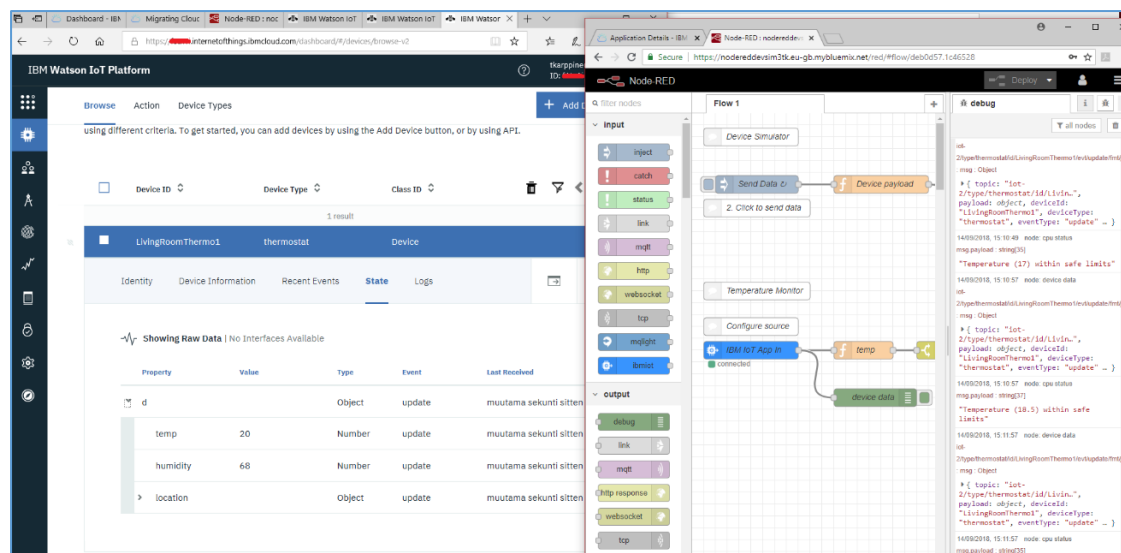 Dashboard - IBM
Migrating Cloud
Node-RED : noc
IBM Watson IoT
IBM Watson IoT
IBM Watsor
internetofthings.ibmcloud.com/dashboard/#/devices/browse-v2
IBM Watson IoT Platform
tkarppine
ID:
Browse Action Device Types
+ Add D
using different criteria. To get started, you can add devices by using the Add Device button, or by using API.
Device ID Device Type Class ID
1 result
LivingRoomThermo1 thermostat Device
Identity Device Information Recent Events State Logs
Showing Raw Data | No Interfaces Available
Property Value Type Event Last Received
d Object update muutama sekunti sitten
temp 20 Number update muutama sekunti sitten
humidity 68 Number update muutama sekunti sitten
location Object update muutama sekunti sitten
Application Details - IBM
Node-RED : nodereddevs
Secure https://nodereddevsim3tk.eu-gb.mybluemix.net/red/#flow/deb0d57.1c46528
Node-RED
Deploy
filter nodes
input
inject
catch
status
link
mqtt
http
websocket
tcp
mqlight
ibmiot
output
debug
link
mqtt
http response
websocket
tcp
Flow 1
Device Simulator
Send Data ↻
Device payload
2. Click to send data
Temperature Monitor
Configure source
IBM IoT App In
temp
connected
device data
debug
all nodes
iot-
2/type/thermostat/id/LivingRoomThermo1/evt/update/fmt/
msg : Object
{ topic: "iot-
2/type/thermostat/id/Livin…",
payload: object, deviceId:
"LivingRoomThermo1", deviceType:
"thermostat", eventType: "update" … }
14/09/2018, 15:10:49 node: cpu status
msg.payload : string[35]
"Temperature (17) within safe limits"
14/09/2018, 15:10:57 node: device data
iot-
2/type/thermostat/id/LivingRoomThermo1/evt/update/fmt/
msg : Object
{ topic: "iot-
2/type/thermostat/id/Livin…",
payload: object, deviceId:
"LivingRoomThermo1", deviceType:
"thermostat", eventType: "update" … }
14/09/2018, 15:10:57 node: cpu status
msg.payload : string[37]
"Temperature (18.5) within safe
limits"
14/09/2018, 15:11:57 node: device data
iot-
2/type/thermostat/id/LivingRoomThermo1/evt/update/fmt/
msg : Object
{ topic: "iot-
2/type/thermostat/id/Livin…",
payload: object, deviceId:
"LivingRoomThermo1", deviceType:
"thermostat", eventType: "update" … }
14/09/2018, 15:11:57 node: cpu status
msg.payload : string[35]